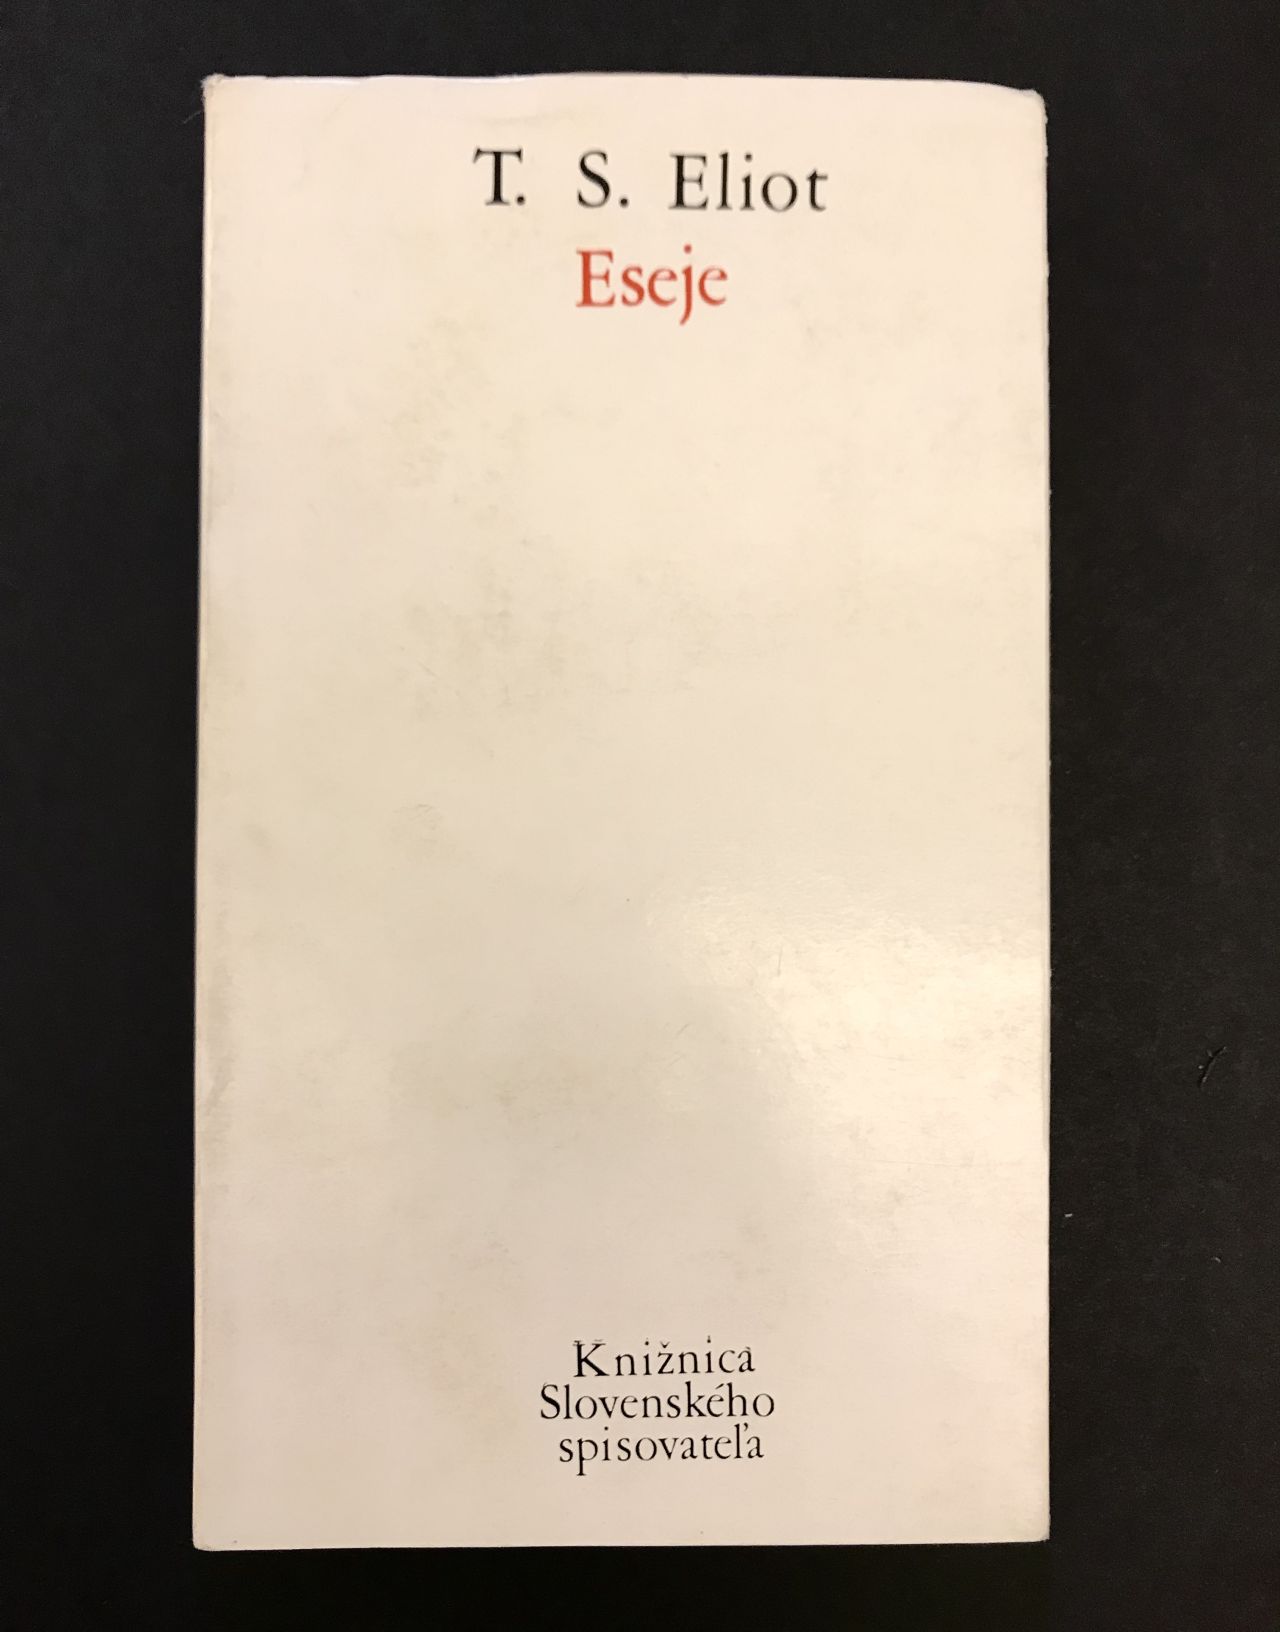 T. S. Eliot
Eseje
Knižnica
Slovenského
spisovateľa